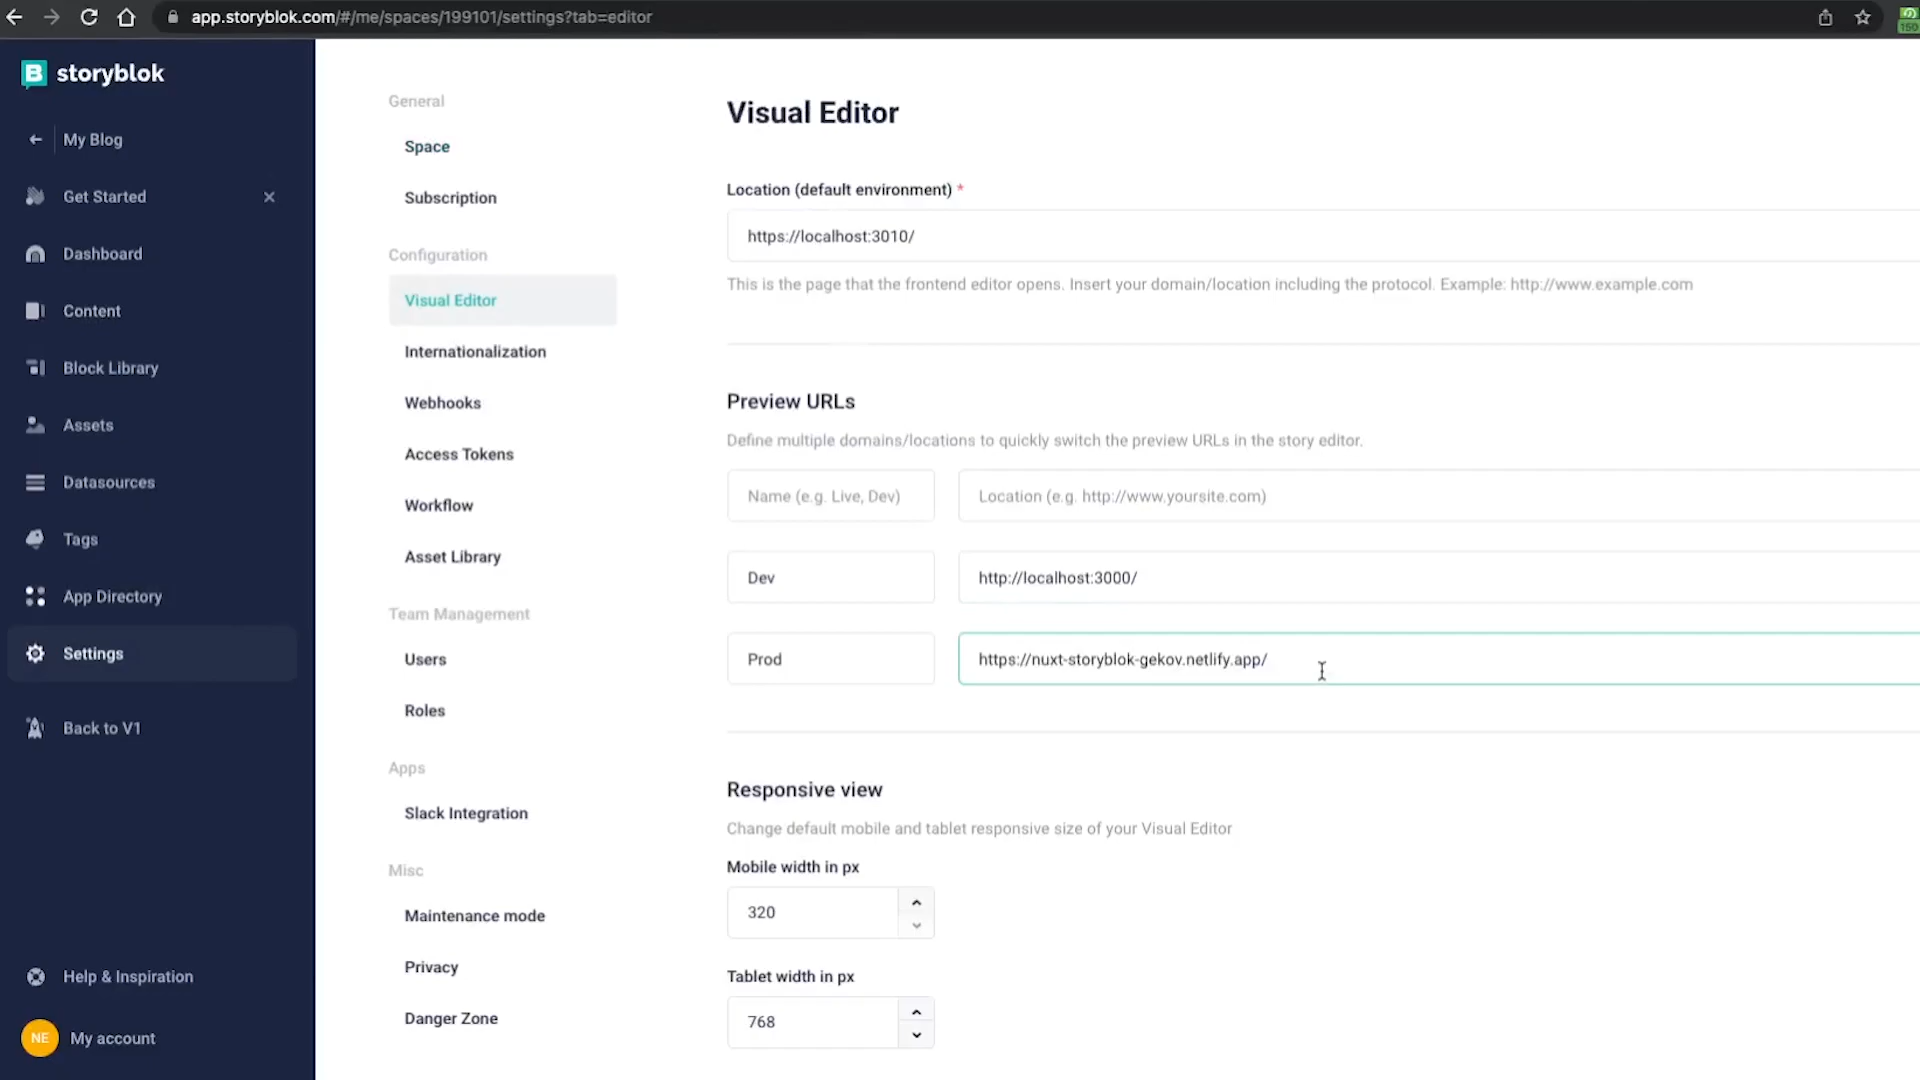 app.storyblok.com/#/me/spaces/199101/settings?tab=editor
150
storyblok
My Blog
Get Started
Dashboard
Content
Block Library
Assets
Datasources
Tags
App Directory
Settings
Back to V1
Help & Inspiration
NE
My account
General
Space
Subscription
Configuration
Visual Editor
Internationalization
Webhooks
Access Tokens
Workflow
Asset Library
Team Management
Users
Roles
Apps
Slack Integration
Misc
Maintenance mode
Privacy
Danger Zone
Visual Editor
Location (default environment) *
https://localhost:3010/
This is the page that the frontend editor opens. Insert your domain/location including the protocol. Example: http://www.example.com
Preview URLs
Define multiple domains/locations to quickly switch the preview URLs in the story editor.
Name (e.g. Live, Dev) Location (e.g. http://www.yoursite.com)
Dev http://localhost:3000/
Prod https://nuxt-storyblok-gekov.netlify.app/
Responsive view
Change default mobile and tablet responsive size of your Visual Editor
Mobile width in px
320
Tablet width in px
768